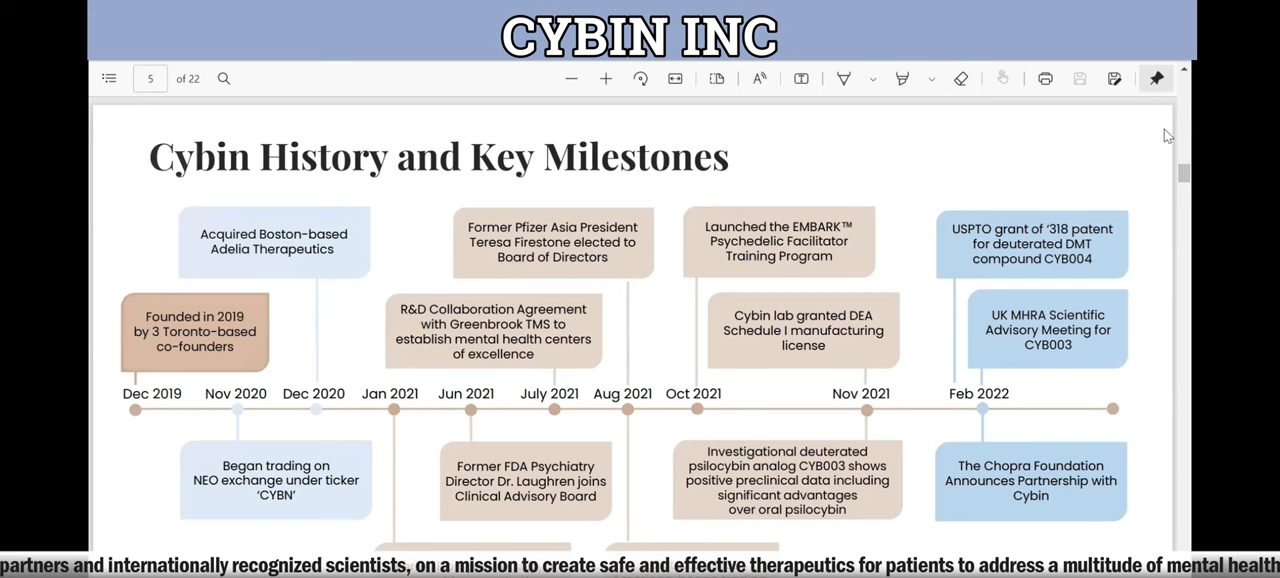 CYBIN INC
5 of 22
Cybin History and Key Milestones
Acquired Boston-based
Adelia Therapeutics
Former Pfizer Asia President
Teresa Firestone elected to
Board of Directors
Launched the EMBARK™
Psychedelic Facilitator
Training Program
USPTO grant of ‘318 patent
for deuterated DMT
compound CYB004
Founded in 2019
by 3 Toronto-based
co-founders
R&D Collaboration Agreement
with Greenbrook TMS to
establish mental health centers
of excellence
Cybin lab granted DEA
Schedule I manufacturing
license
UK MHRA Scientific
Advisory Meeting for
CYB003
Dec 2019 Nov 2020 Dec 2020 Jan 2021 Jun 2021 July 2021 Aug 2021 Oct 2021 Nov 2021 Feb 2022
Began trading on
NEO exchange under ticker
‘CYBN’
Former FDA Psychiatry
Director Dr. Laughren joins
Clinical Advisory Board
Investigational deuterated
psilocybin analog CYB003 shows
positive preclinical data including
significant advantages
over oral psilocybin
The Chopra Foundation
Announces Partnership with
Cybin
partners and internationally recognized scientists, on a mission to create safe and effective therapeutics for patients to address a multitude of mental health